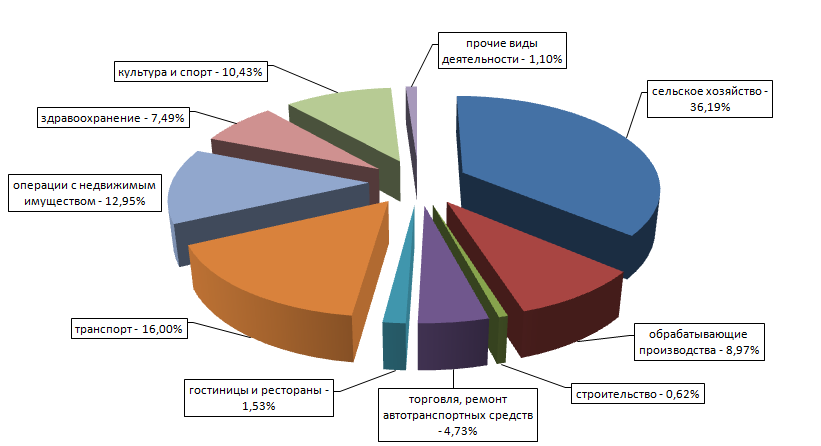 прочие виды
деятельности - 1,10%
сельское хозяйство -
36,19%
обрабатывающие
производства - 8,97%
строительство - 0,62%
торговля, ремонт
автотранспортных средств
- 4,73%
гостиницы и рестораны -
1,53%
транспорт - 16,00%
операции с недвижимым
имуществом - 12,95%
здравоохранение - 7,49%
культура и спорт - 10,43%